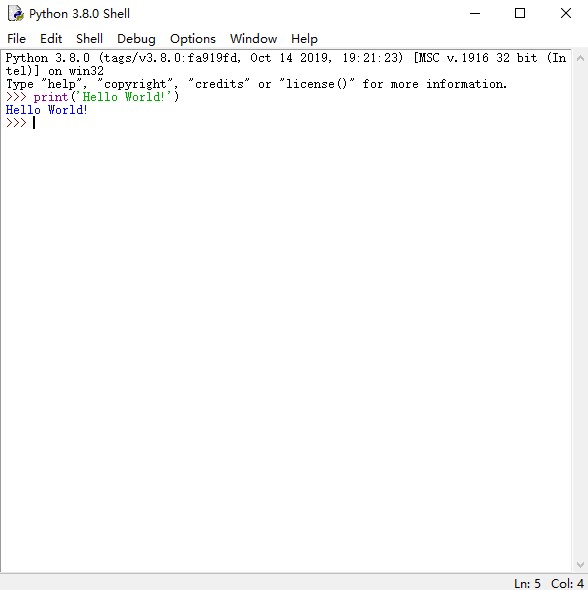 Python 3.8.0 Shell
File Edit Shell Debug Options Window Help
Python 3.8.0 (tags/v3.8.0:fa919fd, Oct 14 2019, 19:21:23) [MSC v.1916 32 bit (In
tel)] on win32
Type "help", "copyright", "credits" or "license()" for more information.
>>> print('Hello World!')
Hello World!
>>>
Ln: 5 Col: 4